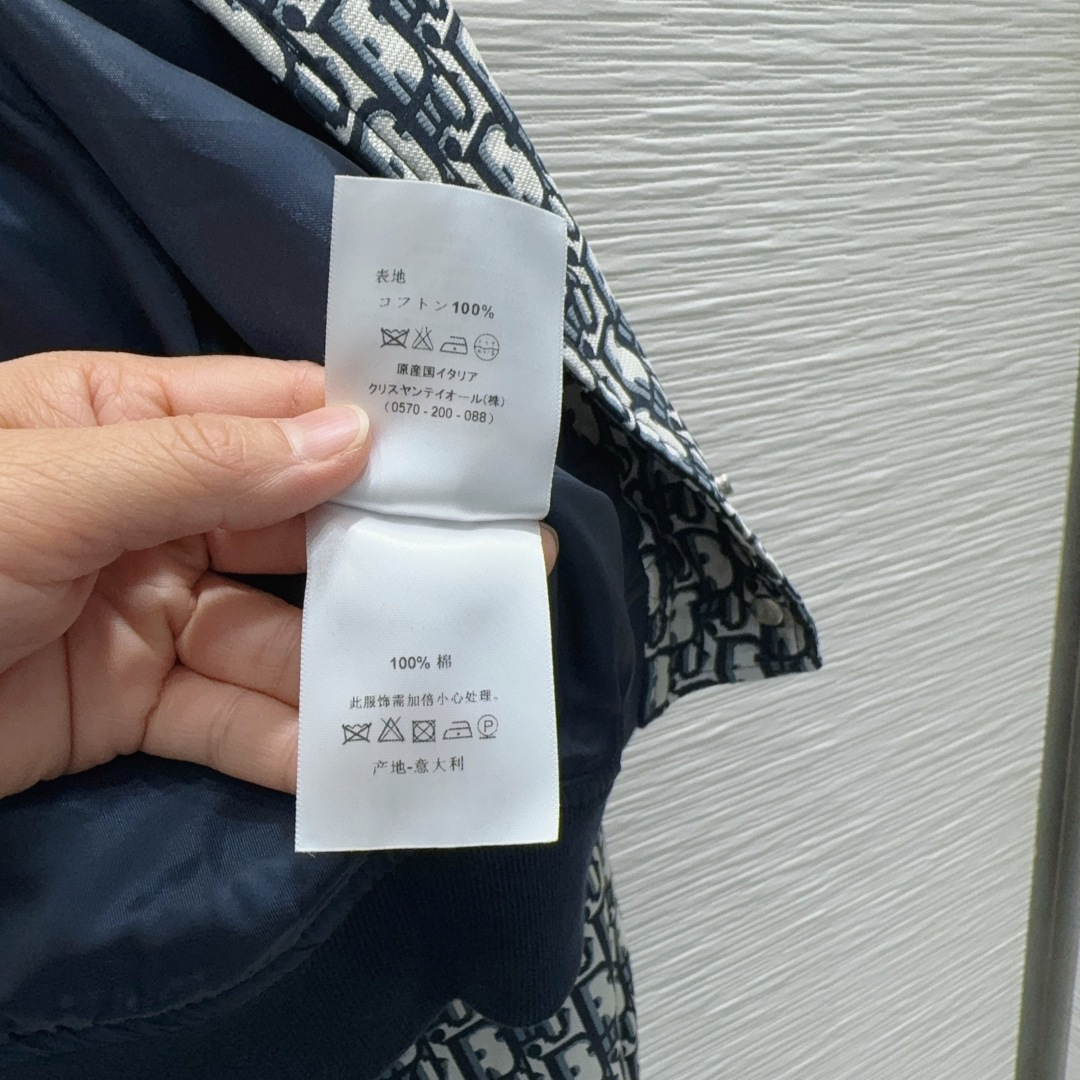 表地
コフトン100%
原産国イタリア
クリスヤンテイオール(株)
(0570-200-088)
100% 棉
此服饰需加倍小心处理。
产地-意大利